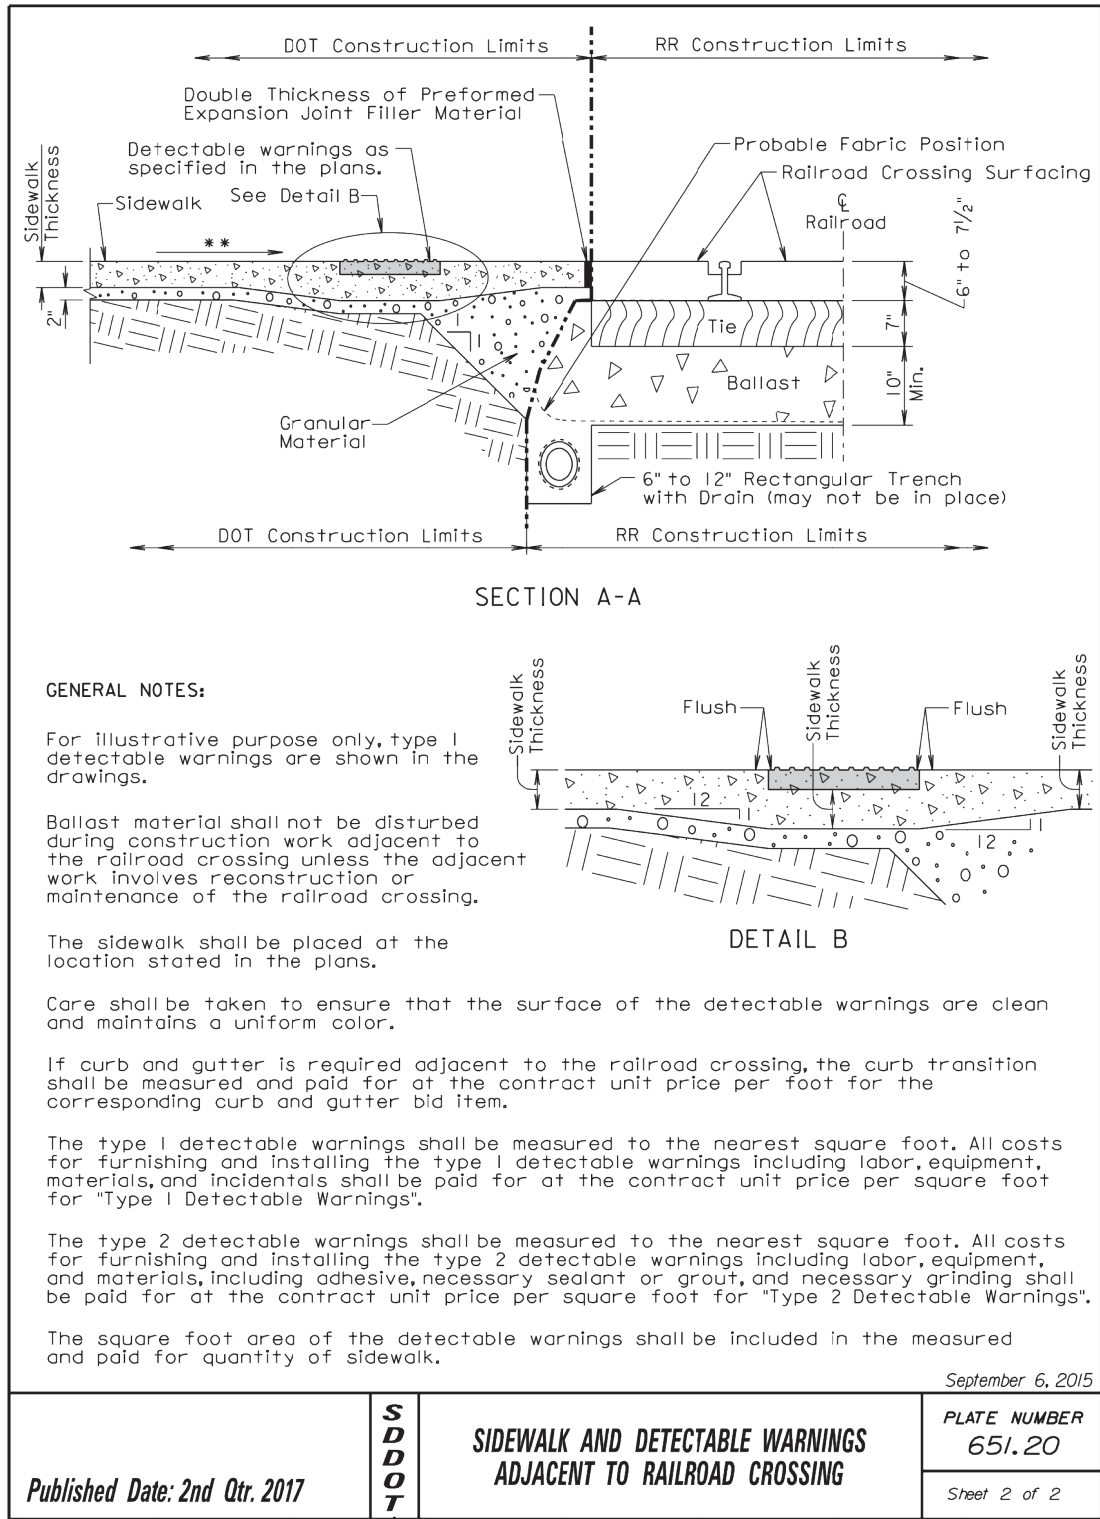 DOT Construction Limits
RR Construction Limits
Double Thickness of Preformed
Expansion Joint Filler Material
Probable Fabric Position
Detectable warnings as
specified in the plans.
Railroad Crossing Surfacing
See Detail B
Sidewalk
Sidewalk
Thickness
℄
Railroad
6" to 7 1/2"
**
2"
1
1
Tie
7"
Ballast
10"
Min.
Granular
Material
6" to 12" Rectangular Trench
with Drain (may not be in place)
DOT Construction Limits
RR Construction Limits
SECTION A-A
GENERAL NOTES:
For illustrative purpose only, type 1
detectable warnings are shown in the
drawings.
Ballast material shall not be disturbed
during construction work adjacent to
the railroad crossing unless the adjacent
work involves reconstruction or
maintenance of the railroad crossing.
The sidewalk shall be placed at the
location stated in the plans.
Sidewalk
Thickness
Flush
Sidewalk
Thickness
Flush
Sidewalk
Thickness
12
1
12
1
DETAIL B
Care shall be taken to ensure that the surface of the detectable warnings are clean
and maintains a uniform color.
If curb and gutter is required adjacent to the railroad crossing, the curb transition
shall be measured and paid for at the contract unit price per foot for the
corresponding curb and gutter bid item.
The type 1 detectable warnings shall be measured to the nearest square foot. All costs
for furnishing and installing the type 1 detectable warnings including labor, equipment,
materials, and incidentals shall be paid for at the contract unit price per square foot
for "Type 1 Detectable Warnings".
The type 2 detectable warnings shall be measured to the nearest square foot. All costs
for furnishing and installing the type 2 detectable warnings including labor, equipment,
and materials, including adhesive, necessary sealant or grout, and necessary grinding shall
be paid for at the contract unit price per square foot for "Type 2 Detectable Warnings".
The square foot area of the detectable warnings shall be included in the measured
and paid for quantity of sidewalk.
September 6, 2015
Published Date: 2nd Qtr. 2017
SDDOT
SIDEWALK AND DETECTABLE WARNINGS
ADJACENT TO RAILROAD CROSSING
PLATE NUMBER
651.20
Sheet 2 of 2